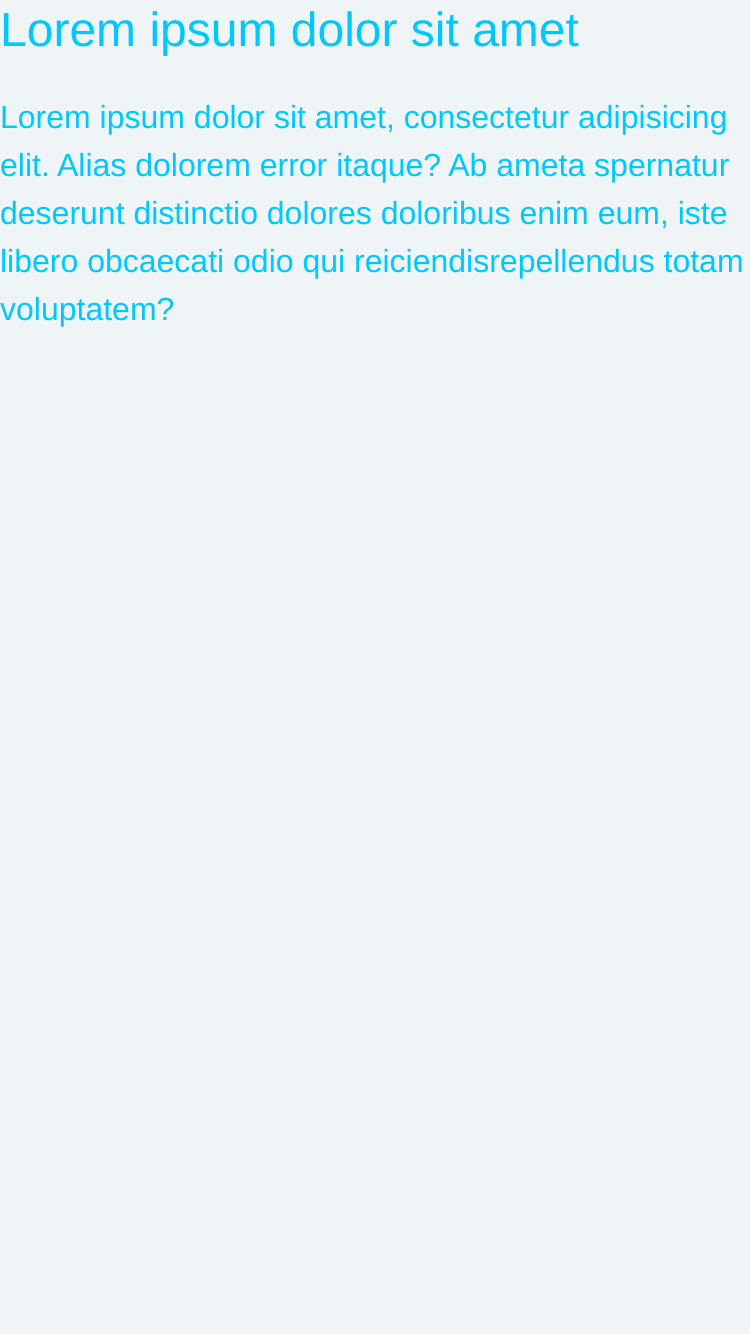 Lorem ipsum dolor sit amet
Lorem ipsum dolor sit amet, consectetur adipisicing
elit. Alias dolorem error itaque? Ab ameta spernatur
deserunt distinctio dolores doloribus enim eum, iste
libero obcaecati odio qui reiciendisrepellendus totam
voluptatem?